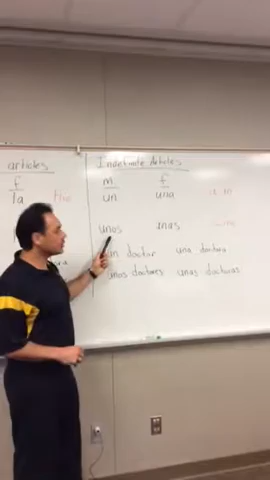 articles
f
la
the
Indefinite Articles
m f
un una
unos unas
un doctor una doctora
unos doctores unas doctoras